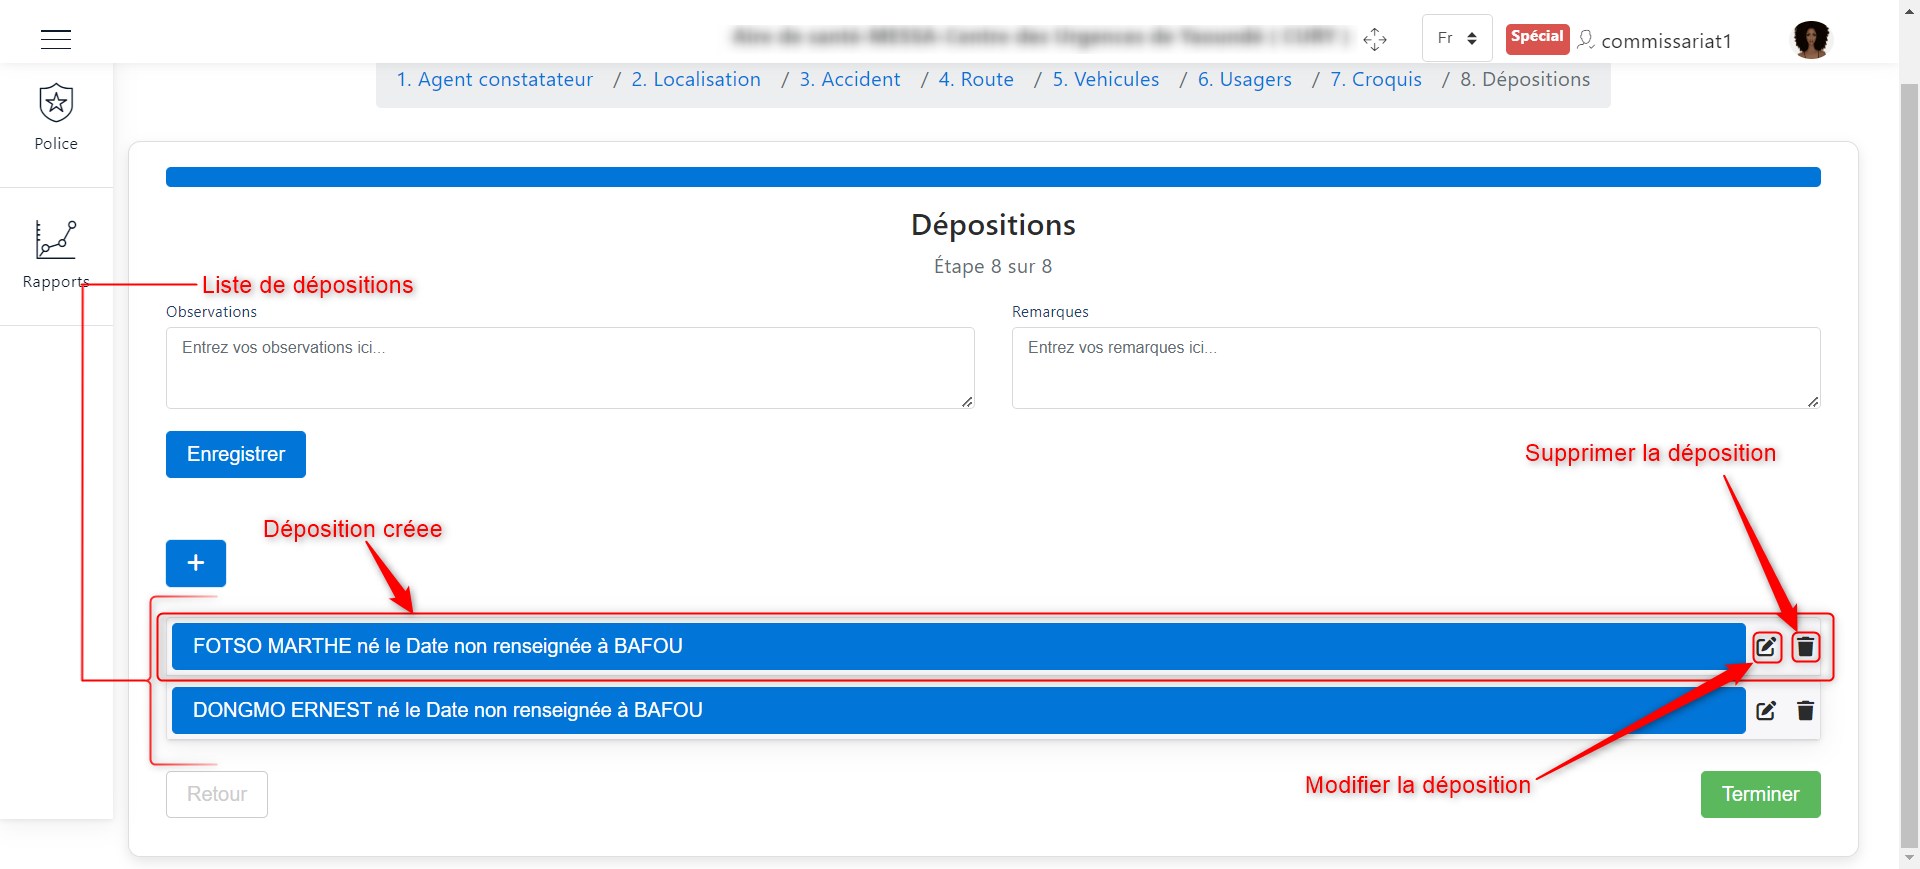 Fr
Spécial
commissariat1
1. Agent constatateur / 2. Localisation / 3. Accident / 4. Route / 5. Vehicules / 6. Usagers / 7. Croquis / 8. Dépositions
Police
Rapports
Dépositions
Étape 8 sur 8
Liste de dépositions
Observations
Remarques
Entrez vos observations ici...
Entrez vos remarques ici...
Enregistrer
Supprimer la déposition
Déposition créee
+
FOTSO MARTHE né le Date non renseignée à BAFOU
DONGMO ERNEST né le Date non renseignée à BAFOU
Modifier la déposition
Retour
Terminer